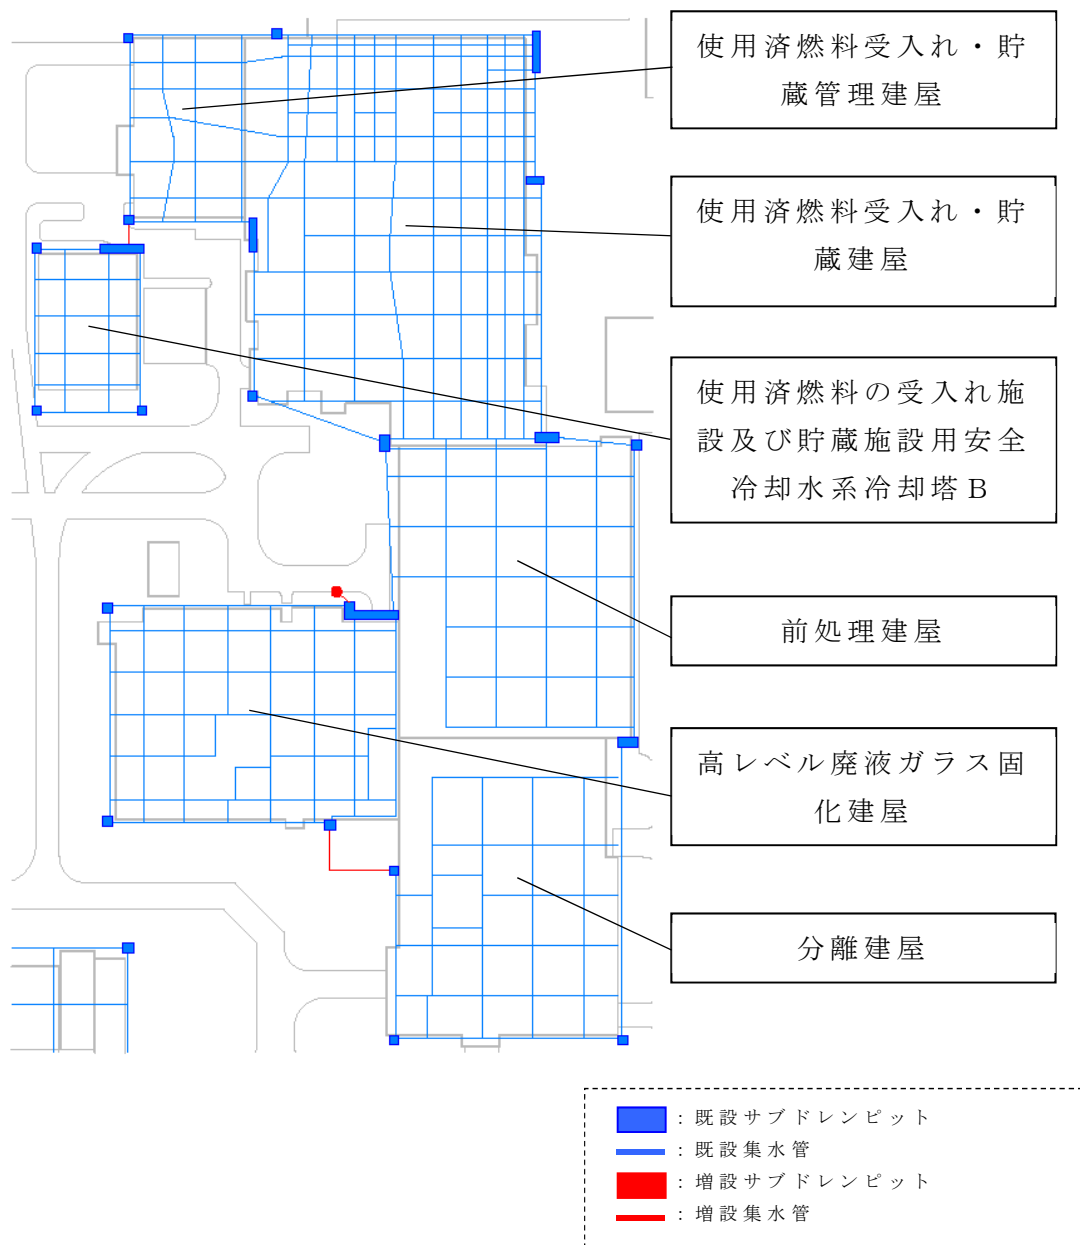 使用済燃料受入れ・貯
蔵管理建屋
使用済燃料受入れ・貯
蔵建屋
使用済燃料の受入れ施
設及び貯蔵施設用安全
冷却水系冷却塔B
前処理建屋
高レベル廃液ガラス固
化建屋
分離建屋
：既設サブドレンピット
：既設集水管
：増設サブドレンピット
：増設集水管